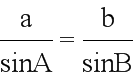 a/sinA = b/sinB